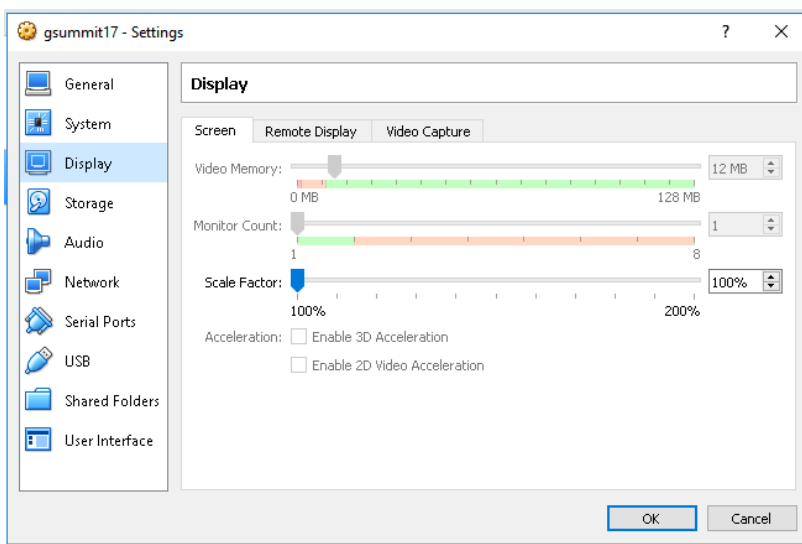 gsummit17 - Settings ?
General
System
Display
Storage
Audio
Network
Serial Ports
USB
Shared Folders
User Interface
Display
Screen Remote Display Video Capture
Video Memory: 12 MB
0 MB 128 MB
Monitor Count: 1
1 8
Scale Factor: 100%
100% 200%
Acceleration: Enable 3D Acceleration
Enable 2D Video Acceleration
OK Cancel